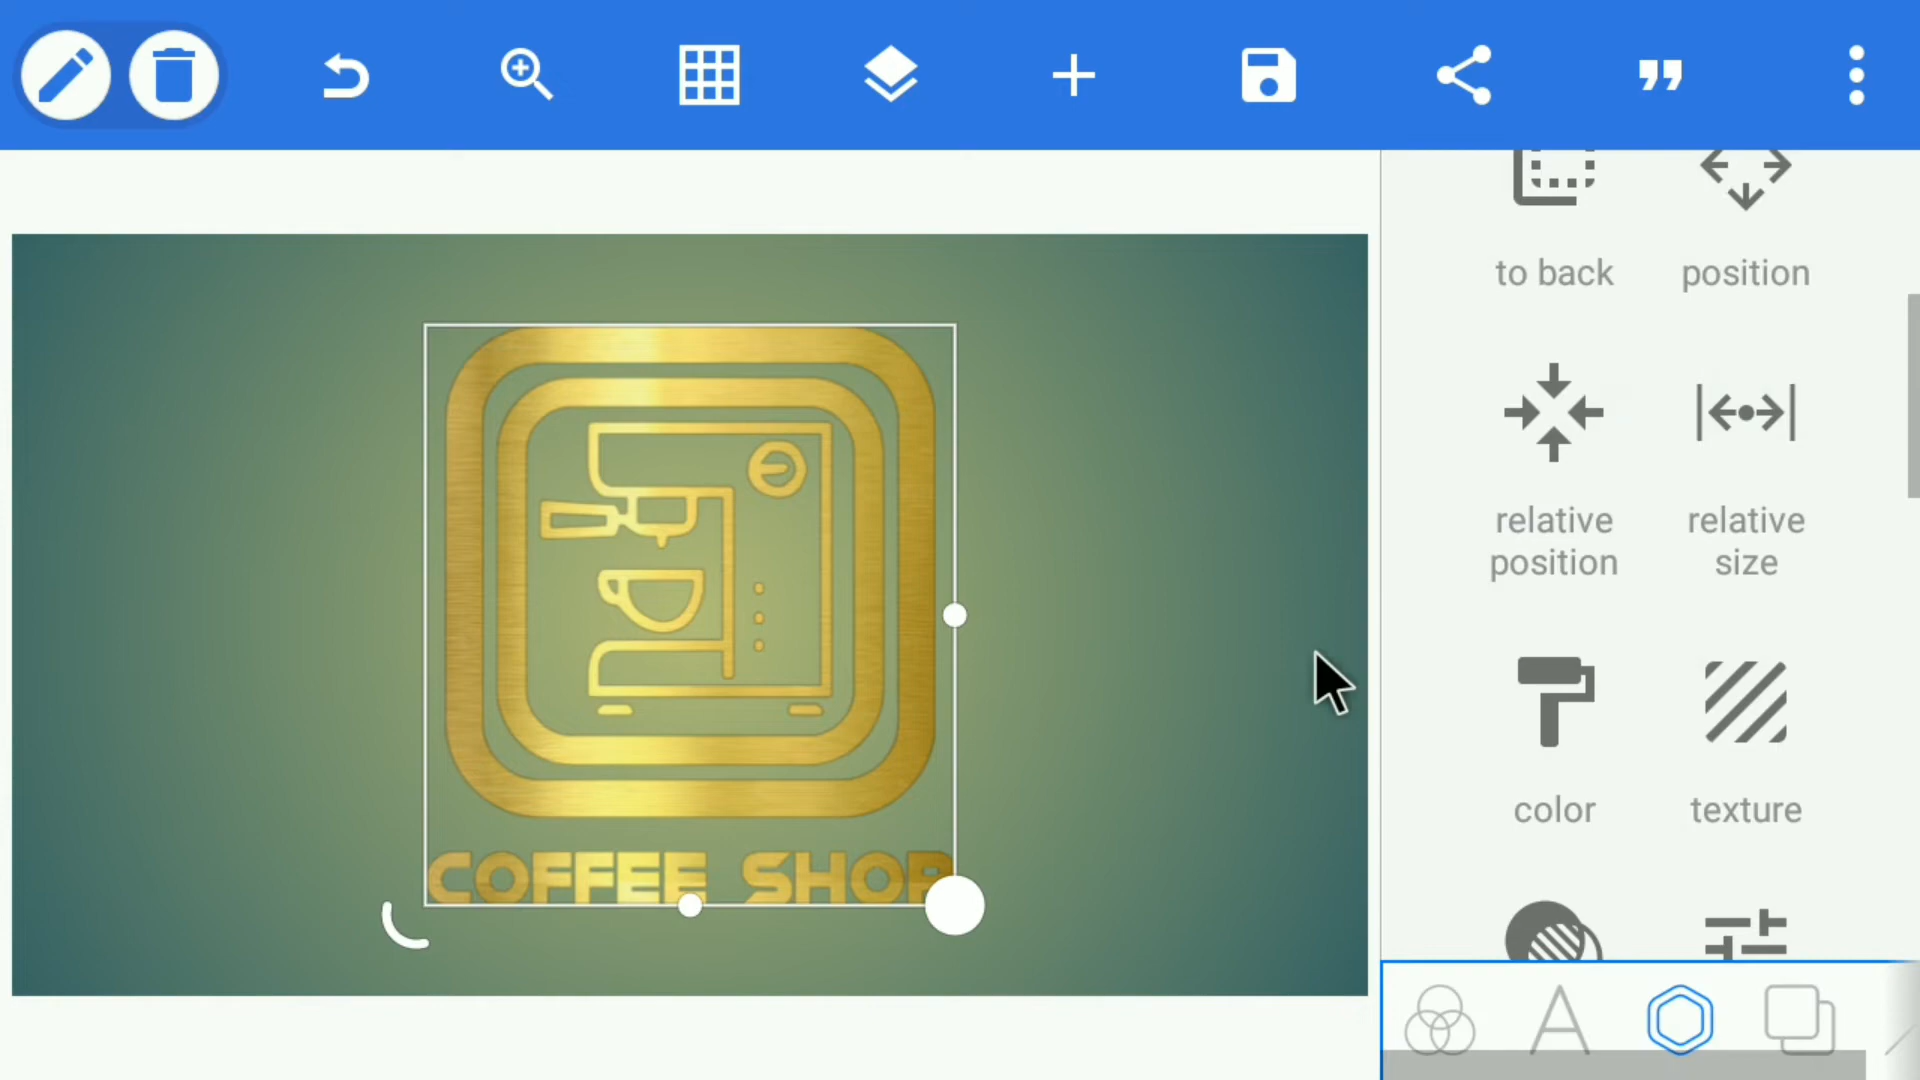 to back
position
relative
position
relative
size
color
texture
COFFEE SHOP